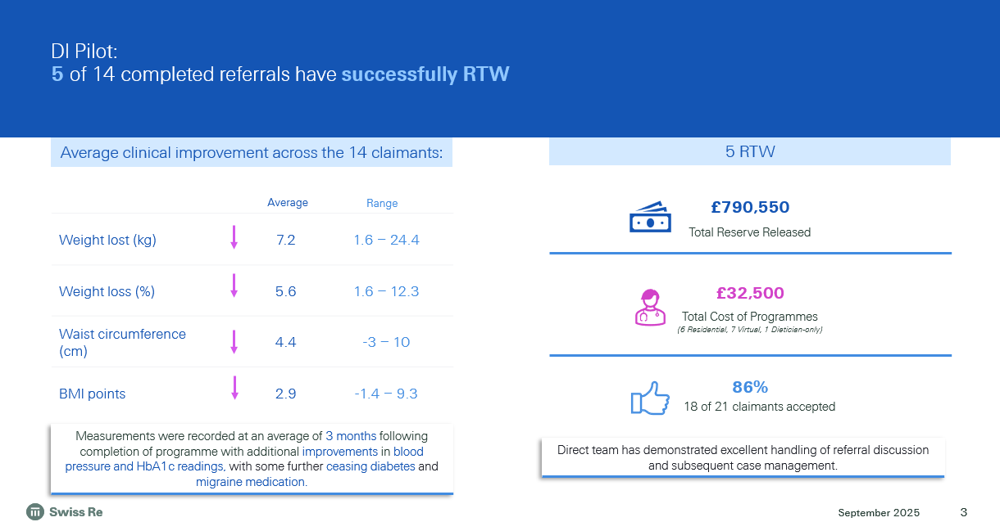 DI Pilot:
5 of 14 completed referrals have successfully RTW
Average clinical improvement across the 14 claimants:
Average Range
Weight lost (kg) 7.2 1.6 – 24.4
Weight loss (%) 5.6 1.6 – 12.3
Waist circumference
(cm) 4.4 -3 – 10
BMI points 2.9 -1.4 – 9.3
Measurements were recorded at an average of 3 months following
completion of programme with additional improvements in blood
pressure and HbA1c readings, with some further ceasing diabetes and
migraine medication.
5 RTW
£790,550
Total Reserve Released
£32,500
Total Cost of Programmes
(6 Residential, 7 Virtual, 1 Dietician-only)
86%
18 of 21 claimants accepted
Direct team has demonstrated excellent handling of referral discussion
and subsequent case management.
Swiss Re
September 2025 3